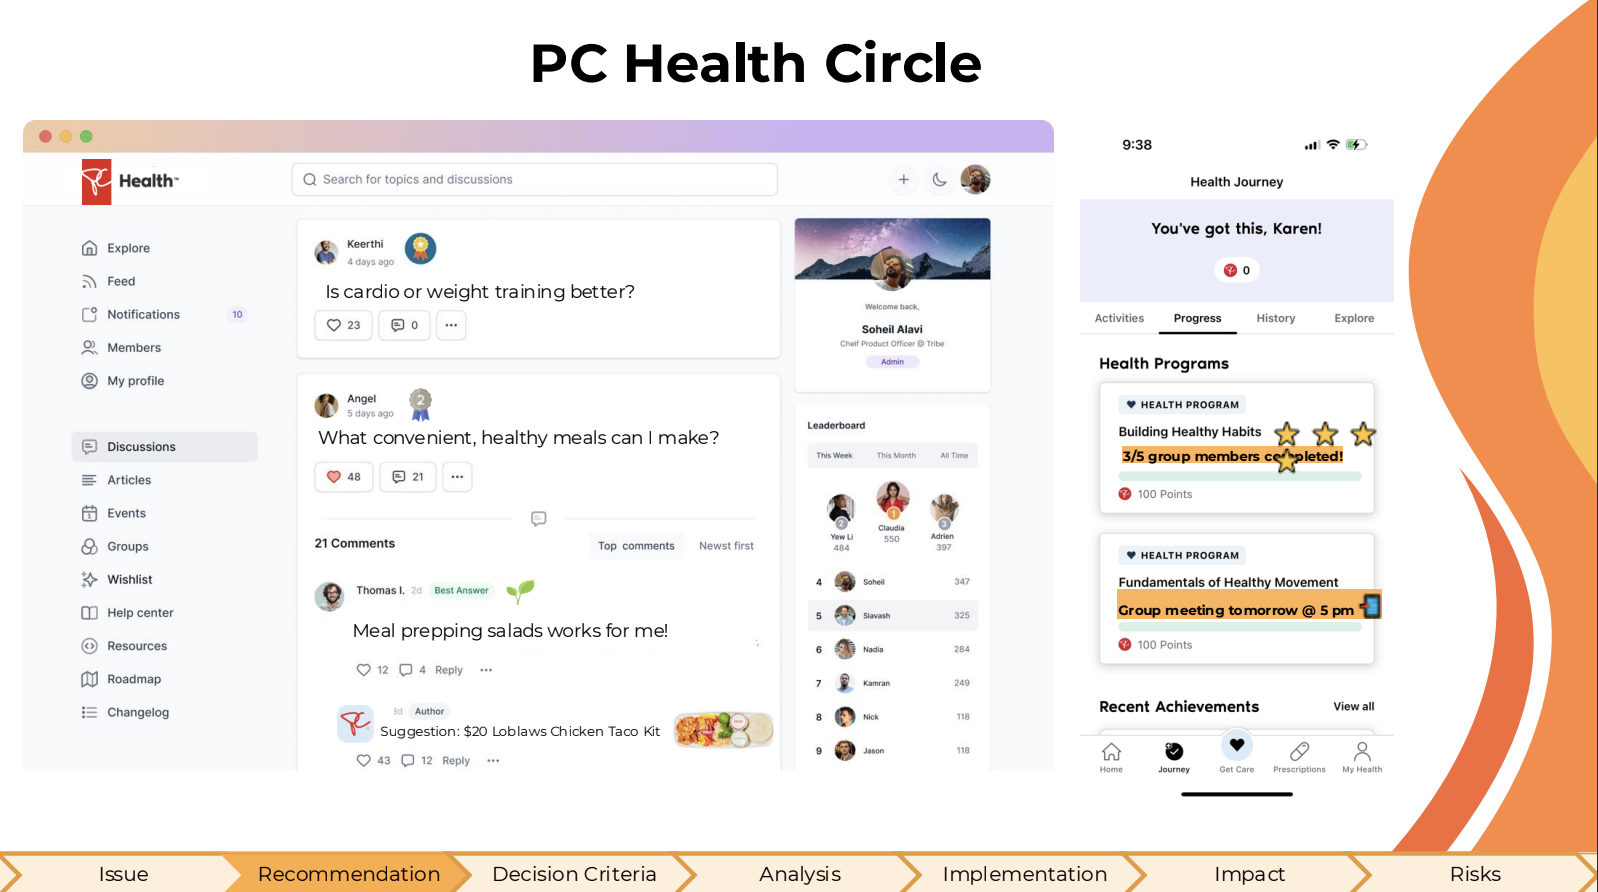 PC Health Circle
Health™
Search for topics and discussions
Explore
Feed
Notifications 10
Members
My profile
Discussions
Articles
Events
Groups
Wishlist
Help center
Resources
Roadmap
Changelog
Keerthi
4 days ago
Is cardio or weight training better?
23 0
Angel
5 days ago
2
What convenient, healthy meals can I make?
48 21
21 Comments
Top comments Newst first
Thomas I. 2d Best Answer
Meal prepping salads works for me!
12 4 Reply
3d Author
Suggestion: $20 Loblaws Chicken Taco Kit
43 12 Reply
Welcome back,
Soheil Alavi
Cheif Product Officer @ Tribe
Admin
Leaderboard
This Week This Month All Time
2 1 3
Yew Li Claudia Adrien
484 550 397
4 Soheil 347
5 Siavash 325
6 Nadia 284
7 Kamran 249
8 Nick 118
9 Jason 118
9:38
Health Journey
You've got this, Karen!
0
Activities Progress History Explore
Health Programs
HEALTH PROGRAM
Building Healthy Habits
3/5 group members completed!
100 Points
HEALTH PROGRAM
Fundamentals of Healthy Movement
Group meeting tomorrow @ 5 pm
100 Points
Recent Achievements View all
Home Journey Get Care Prescriptions My Health
Issue Recommendation Decision Criteria Analysis Implementation Impact Risks